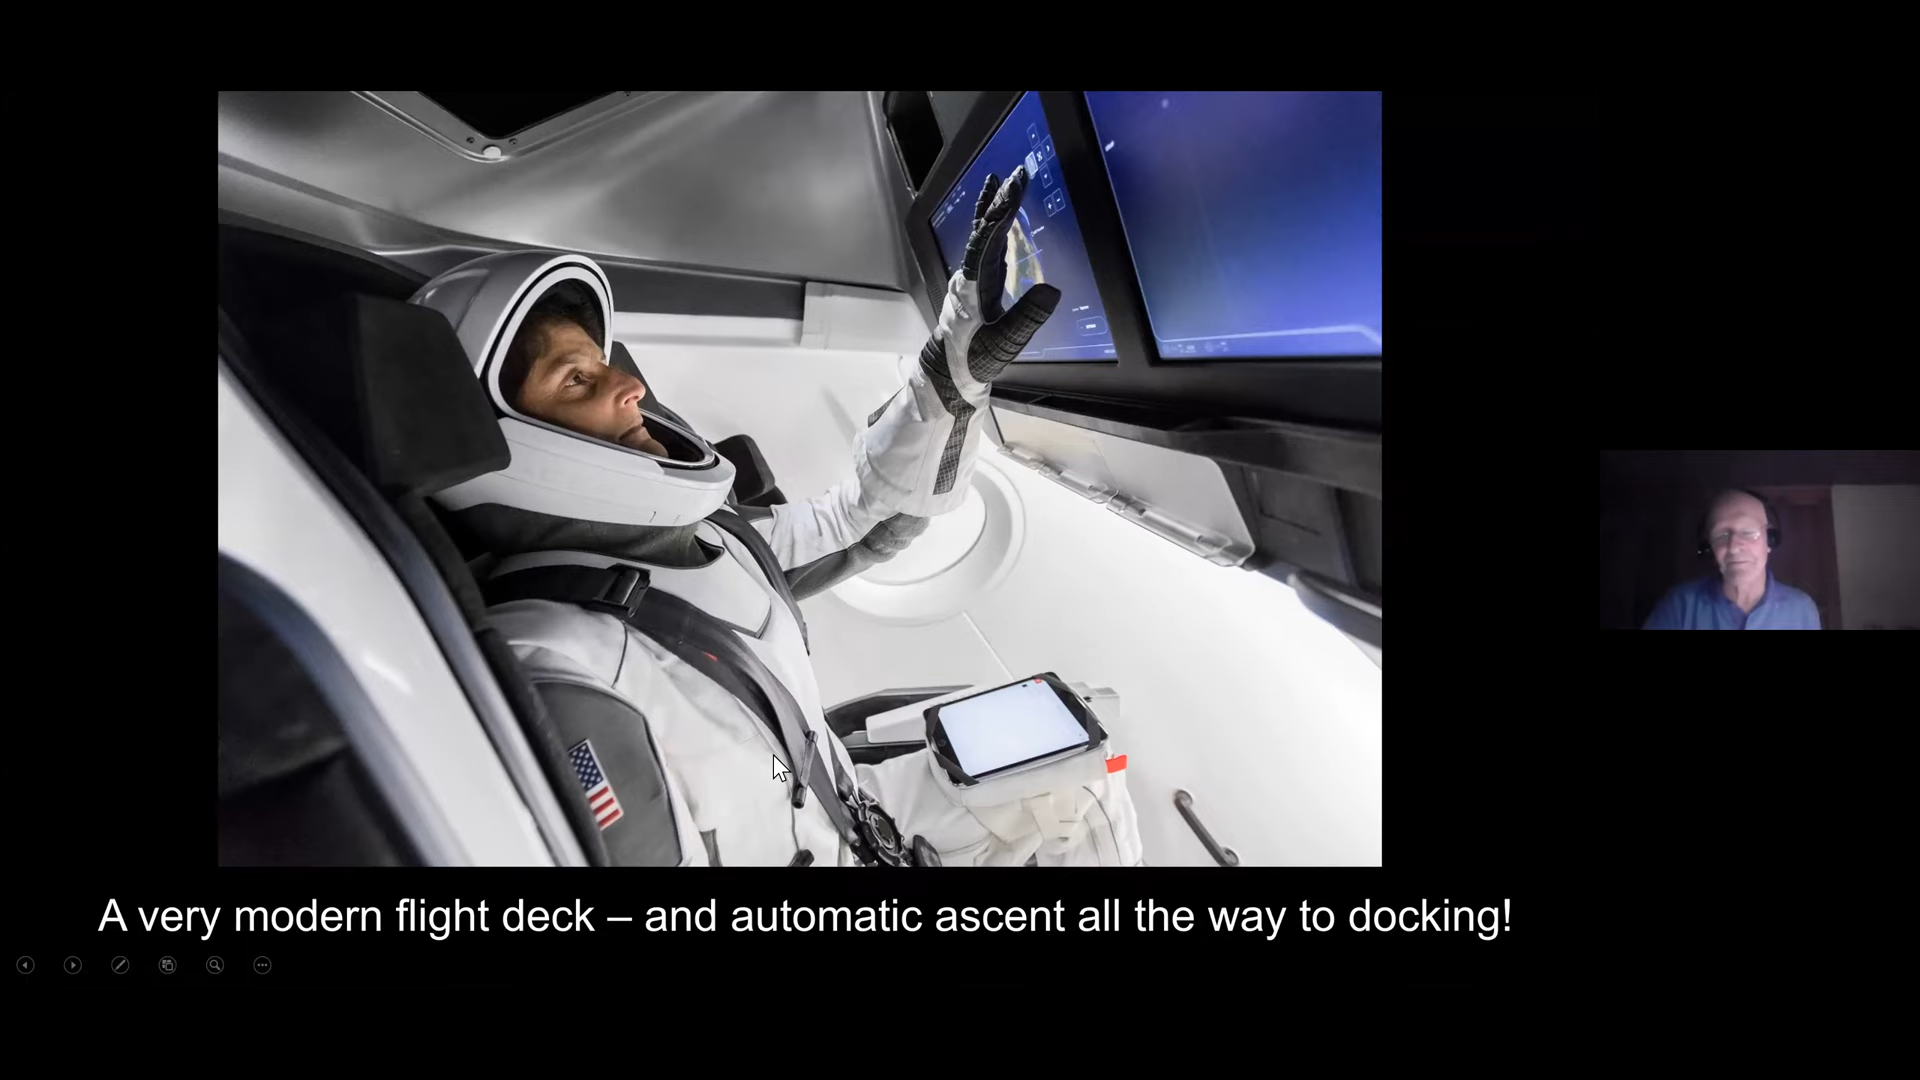 A very modern flight deck – and automatic ascent all the way to docking!